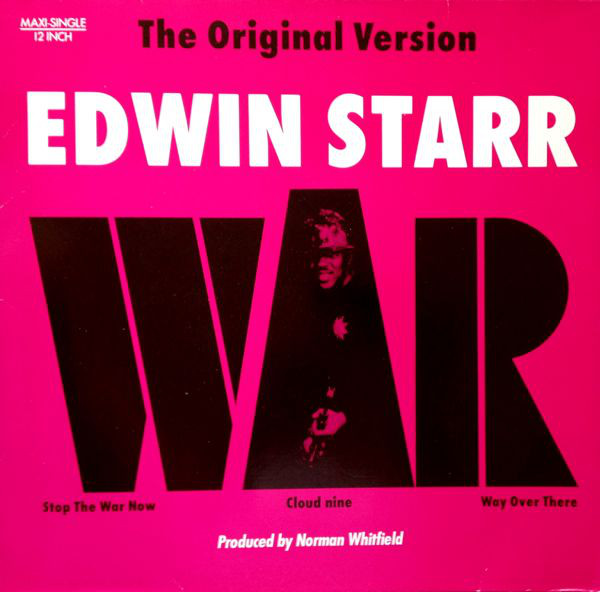 MAXI-SINGLE
12 INCH
The Original Version
EDWIN STARR
WAR
Stop The War Now
Cloud nine
Way Over There
Produced by Norman Whitfield